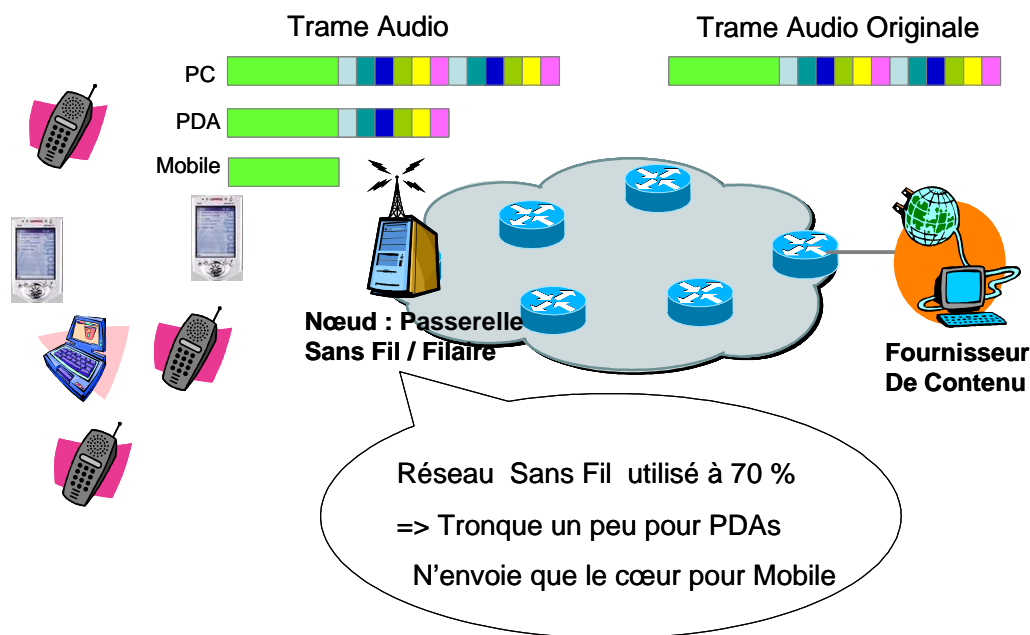 Trame Audio
Trame Audio Originale
PC
PDA
Mobile
Nœud : Passerelle
Sans Fil / Filaire
Fournisseur
De Contenu
Réseau Sans Fil utilisé à 70 %
=> Tronque un peu pour PDAs
N'envoie que le cœur pour Mobile